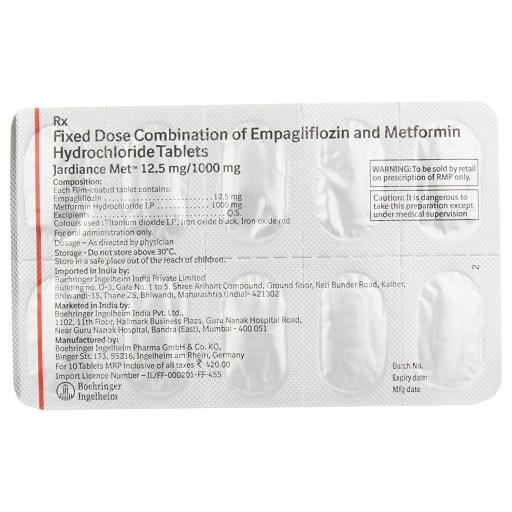 Rx
Fixed Dose Combination of Empagliflozin and Metformin
Hydrochloride Tablets
Jardiance Met™ 12.5 mg/1000 mg
Composition:
Each Film-coated tablet contains:
Empagliflozin ........................ 12.5 mg
Metformin Hydrochloride I.P ............ 1000 mg
Excipients ........................ Q.S.
Colours used : Titanium dioxide I.P., Iron oxide black, Iron oxide red
For oral administration only.
Dosage – As directed by physician
Storage - Do not store above 30°C.
Store in a safe place out of the reach of children.
WARNING: To be sold by retail
on prescription of RMP only.
Caution: It is dangerous to
take this preparation except
under medical supervision
Imported in India by:
Boehringer Ingelheim India Private Limited
Building no. D-3, Gala No. 1 to 5, Shree Arihant Compound, Ground floor, Reti Bunder Road, Kalher,
Bhiwandi-15, Thane Z5, Bhiwandi, Maharashtra (India)- 421302
Marketed in India by:
Boehringer Ingelheim India Pvt. Ltd.,
1102, 11th Floor, Hallmark Business Plaza, Guru Nanak Hospital Road,
Near Guru Nanak Hospital, Bandra (East), Mumbai - 400 051
Manufactured by:
Boehringer Ingelheim Pharma GmbH & Co. KG,
Binger Str. 173, 55216, Ingelheim am Rhein, Germany
For 10 Tablets MRP inclusive of all taxes ₹ 420.00
Import Licence Number – IL/FF-000201-FF-455
Boehringer
Ingelheim
2
Batch No.
Expiry date:
Mfg date